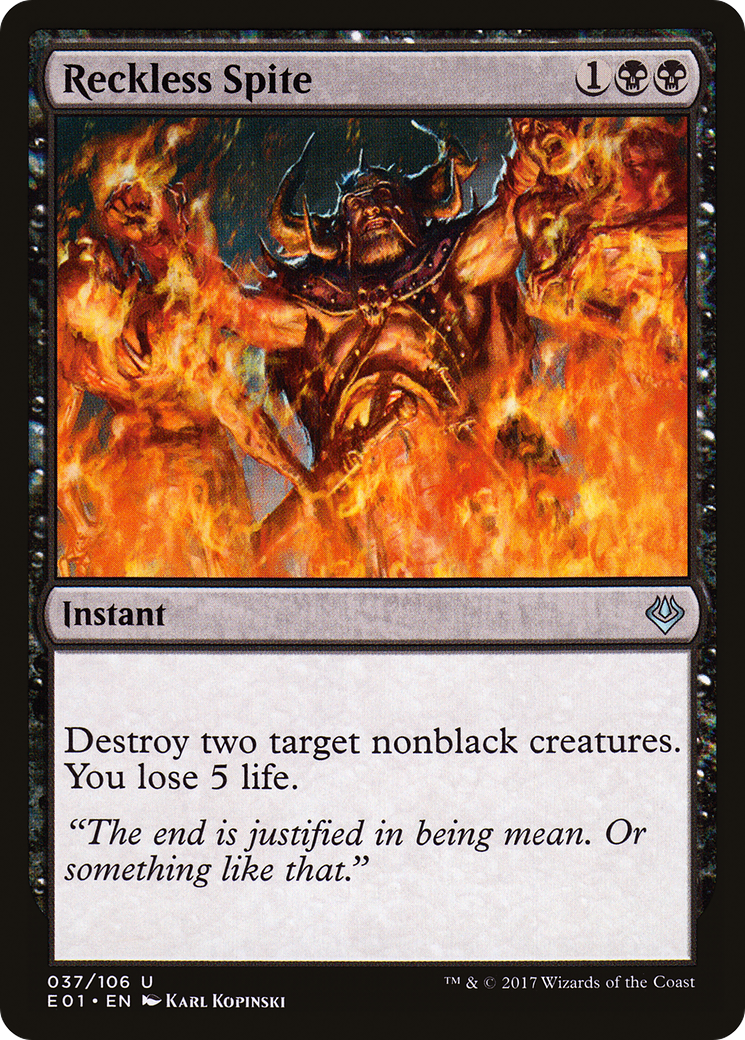 Reckless Spite 1
Instant
Destroy two target nonblack creatures.
You lose 5 life.
“The end is justified in being mean. Or
something like that.”
037/106 U
™ & © 2017 Wizards of the Coast
E01 • EN Karl Kopinski